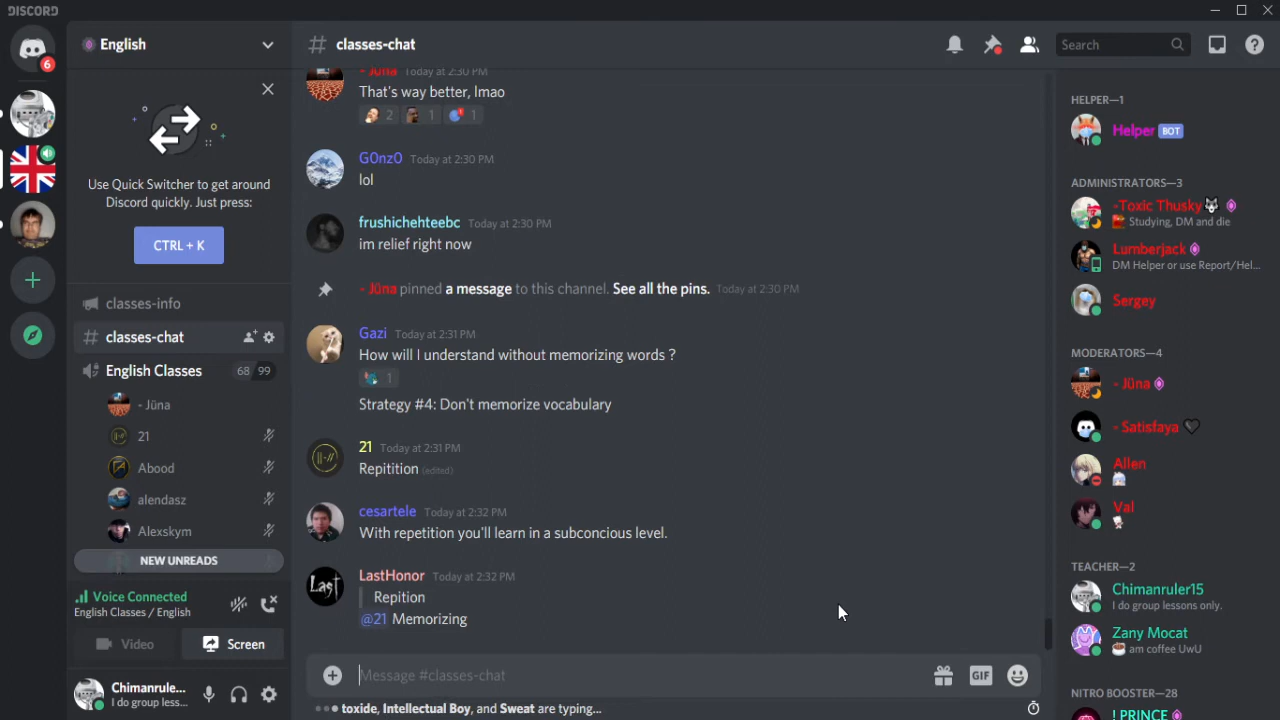 DISCORD
6
English
Use Quick Switcher to get around
Discord quickly. Just press:
CTRL + K
classes-info
# classes-chat
English Classes 68 99
- Jüna
21
Abood
alendasz
Alexskym
NEW UNREADS
Voice Connected
English Classes / English
Video
Screen
Chimanrule...
I do group less...
# classes-chat
Search
- Jüna Today at 2:30 PM
That's way better, lmao
2 1 1
G0nzO Today at 2:30 PM
lol
frushichehteebc Today at 2:30 PM
im relief right now
- Jüna pinned a message to this channel. See all the pins. Today at 2:30 PM
Gazi Today at 2:31 PM
How will I understand without memorizing words ?
1
Strategy #4: Don't memorize vocabulary
21 Today at 2:31 PM
Repitition (edited)
cesartele Today at 2:32 PM
With repetition you'll learn in a subconcious level.
LastHonor Today at 2:32 PM
Last
Repition
@21 Memorizing
Message #classes-chat
GIF
toxide, Intellectual Boy, and Sweat are typing...
HELPER—1
Helper BOT
ADMINISTRATORS—3
-Toxic Thusky
Studying, DM and die
Lumberjack
DM Helper or use Report/Hel...
Sergey
MODERATORS—4
- Jüna
- Satisfaya
Allen
Val
TEACHER—2
Chimanruler15
I do group lessons only.
Zany Mocat
am coffee UwU
NITRO BOOSTER—28
! PRINCE